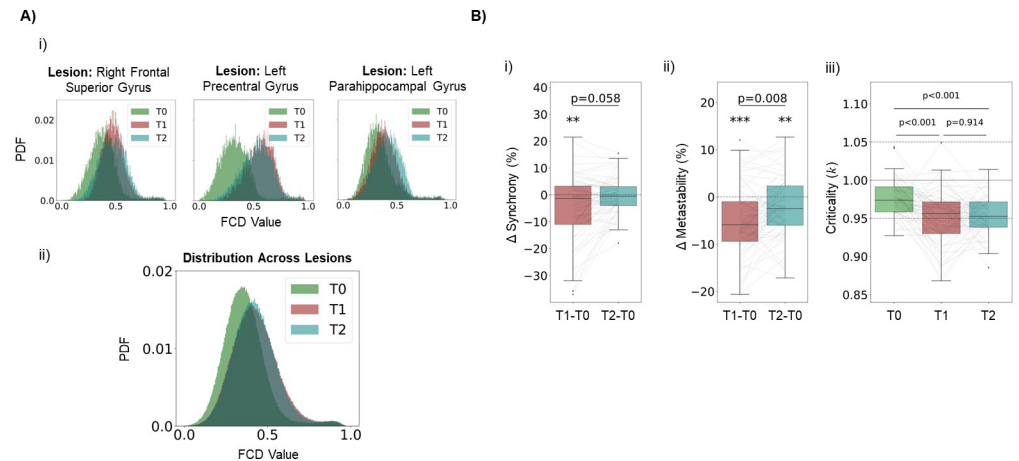 A)
i)
Lesion: Right Frontal
Superior Gyrus
Lesion: Left
Precentral Gyrus
Lesion: Left
Parahippocampal Gyrus
PDF
0.02
0.01
0.00
T0
T1
T2
T0
T1
T2
T0
T1
T2
0.0 0.5 1.0
0.0 0.5 1.0
0.0 0.5 1.0
FCD Value
FCD Value
FCD Value
ii)
Distribution Across Lesions
PDF
0.02
0.01
0.0
T0
T1
T2
0.0 0.5 1.0
FCD Value
B)
i)
Δ Synchrony (%)
40
30
20
10
0
−10
−20
−30
p=0.058
**
T1-T0 T2-T0
ii)
Δ Metastability (%)
20
10
0
−10
−20
p=0.008
*** **
T1-T0 T2-T0
iii)
Criticality (k)
1.10
1.05
1.00
0.95
0.90
0.85
p<0.001
p<0.001 p=0.914
T0 T1 T2